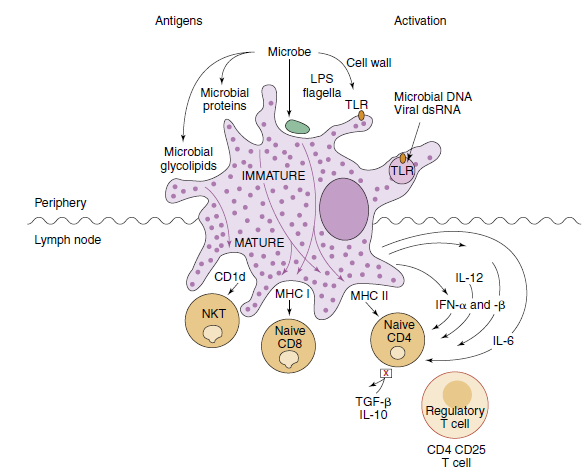 Antigens
Activation
Microbe
Cell wall
LPS
flagella
TLR
Microbial
proteins
Microbial DNA
Viral dsRNA
Microbial
glycolipids
TLR
IMMATURE
Periphery
Lymph node
MATURE
CD1d
MHC I
MHC II
IL-12
IFN-α and -β
IL-6
NKT
Naive
CD8
Naive
CD4
X
TGF-β
IL-10
Regulatory
T cell
CD4 CD25
T cell